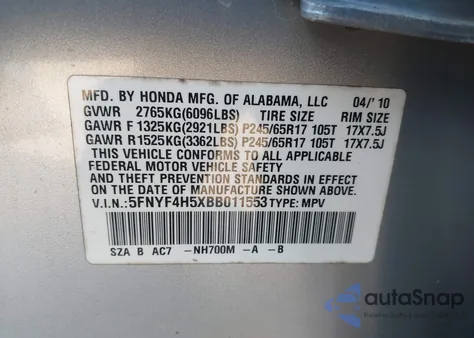 MFD. BY HONDA MFG. OF ALABAMA, LLC 04/'10
GVWR 2765KG(6096LBS) TIRE SIZE RIM SIZE
GAWR F 1325KG(2921LBS) P245/65R17 105T 17X7.5J
GAWR R1525KG(3362LBS) P245/65R17 105T 17X7.5J
THIS VEHICLE CONFORMS TO ALL APPLICABLE
FEDERAL MOTOR VEHICLE SAFETY
AND THEFT PREVENTION STANDARDS IN EFFECT ON
THE DATE OF MANUFACTURE SHOWN ABOVE.
V.I.N.:5FNYF4H5XBB011553 TYPE: MPV
SZA B AC7 -NH700M -A -B
autoSnap